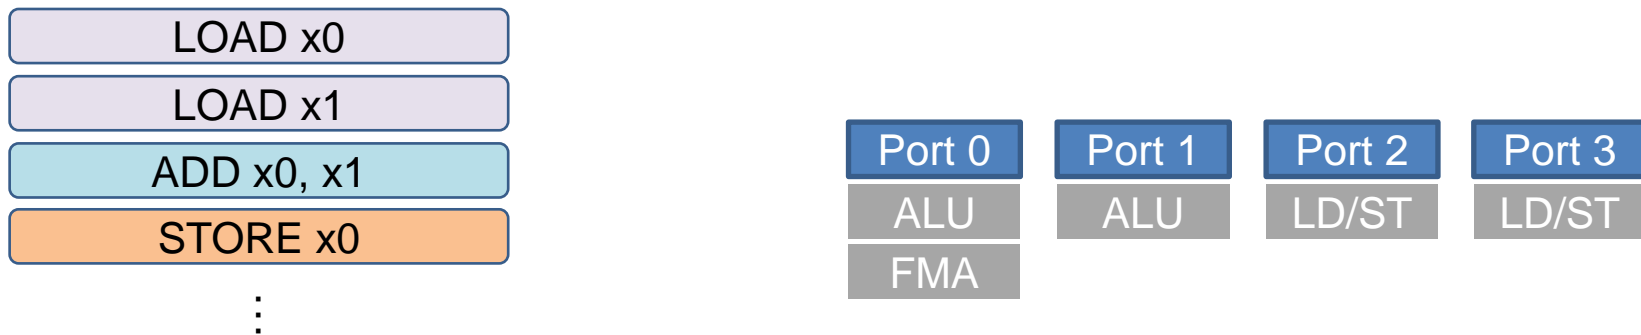 LOAD x0
LOAD x1
ADD x0, x1
STORE x0
⋮
Port 0 Port 1 Port 2 Port 3
ALU ALU LD/ST LD/ST
FMA